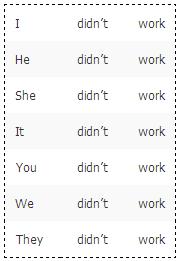 I didn't work
He didn't work
She didn't work
It didn't work
You didn't work
We didn't work
They didn't work